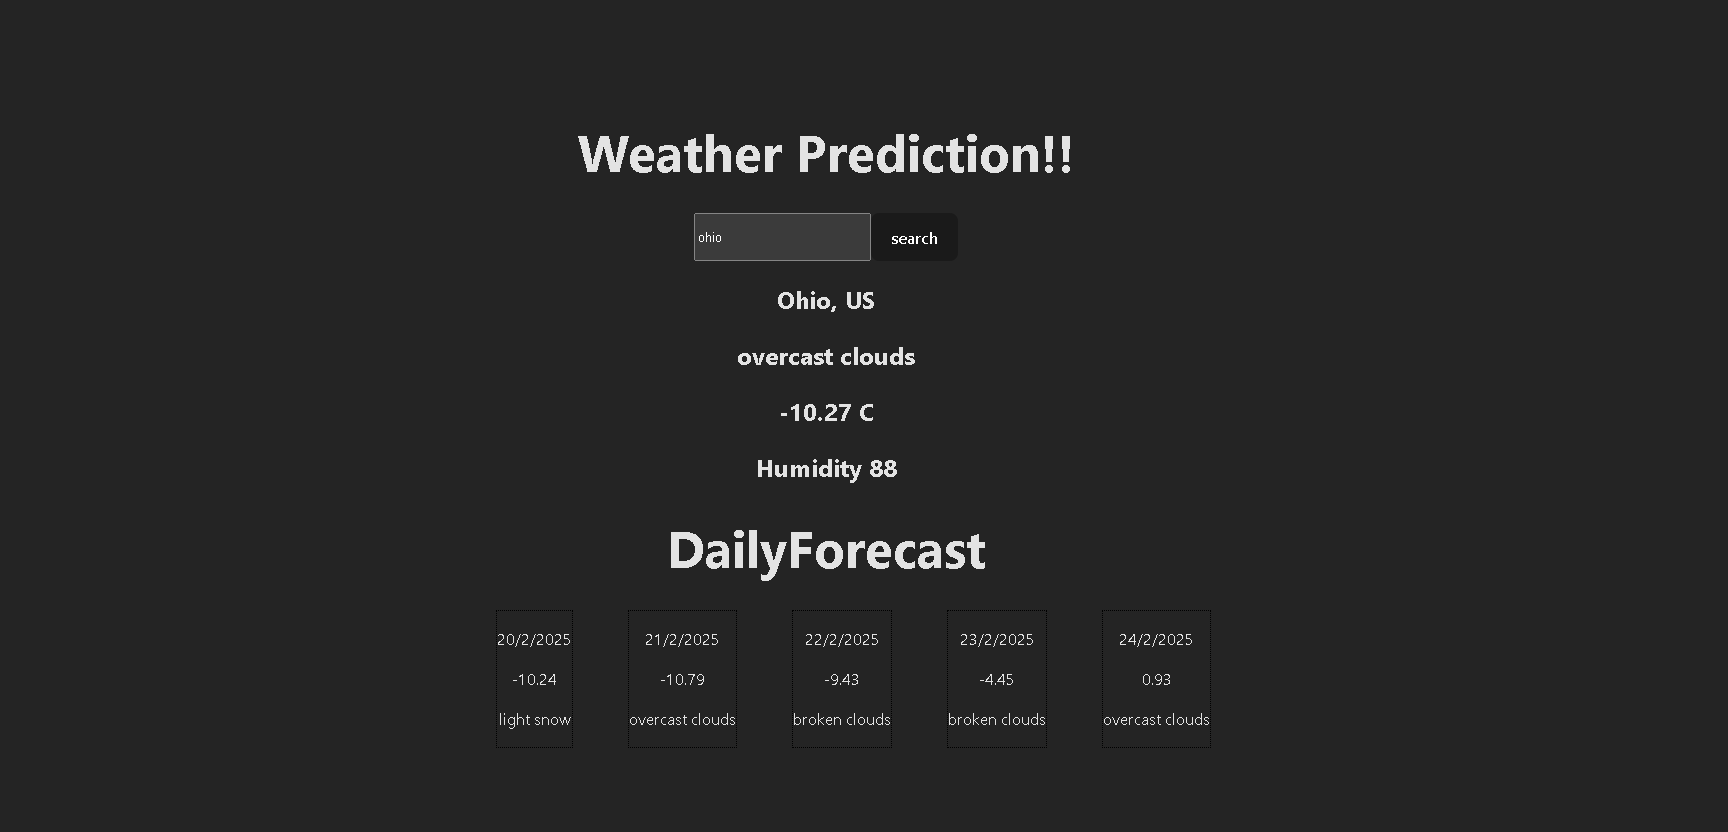 Weather Prediction!!
ohio search
Ohio, US
overcast clouds
-10.27 C
Humidity 88
DailyForecast
20/2/2025 21/2/2025 22/2/2025 23/2/2025 24/2/2025
-10.24 -10.79 -9.43 -4.45 0.93
light snow overcast clouds broken clouds broken clouds overcast clouds